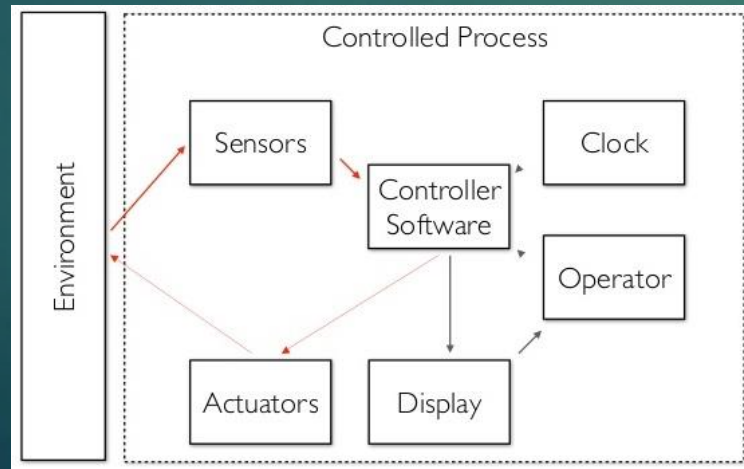 Controlled Process
Environment
Sensors
Clock
Controller
Software
Operator
Actuators
Display